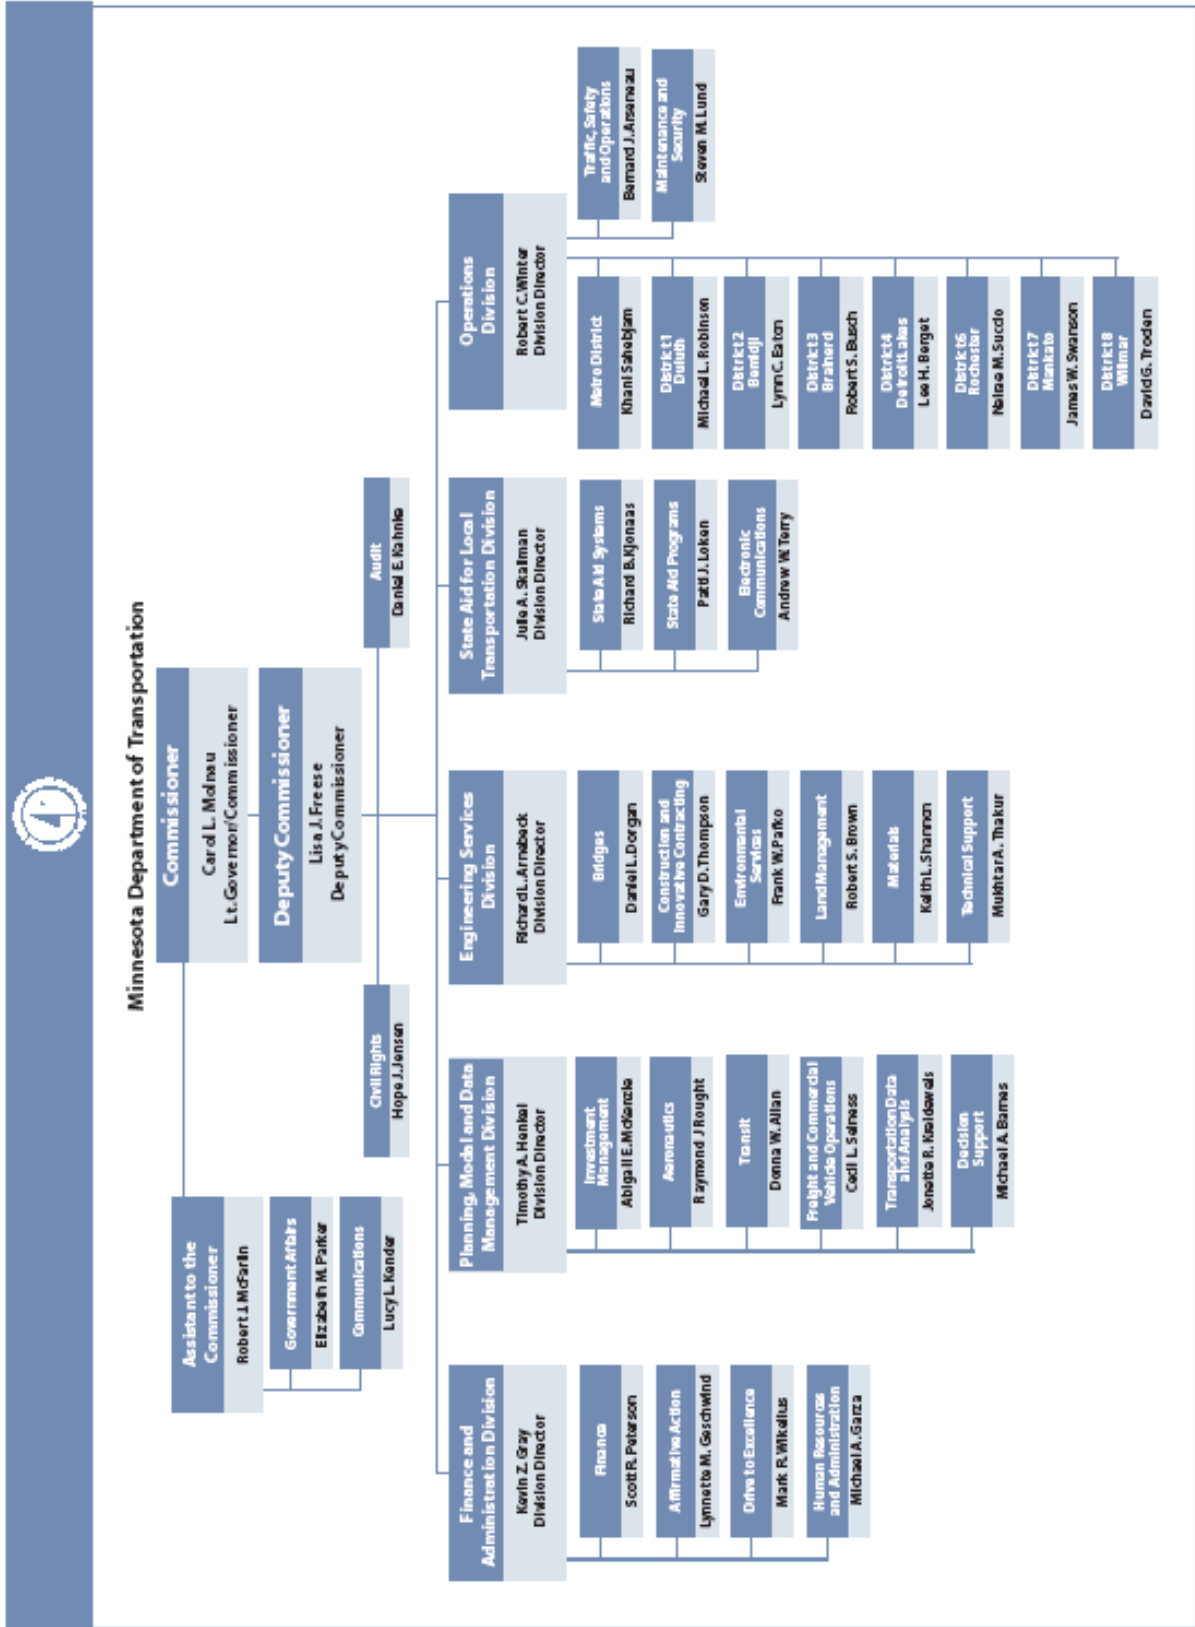 Minnesota Department of Transportation
Commissioner
Carol L. Molnau
Lt. Governor/Commissioner
Deputy Commissioner
Lisa J. Freese
Deputy Commissioner
Assistant to the
Commissioner
Robert J. McFarlin
Government Affairs
Elizabeth M. Parker
Communications
Lucy L. Kender
Civil Rights
Hope J. Jensen
Audit
Daniel E. Kahnke
Finance and
Administration Division
Kevin Z. Gray
Division Director
Finance
Scott R. Peterson
Affirmative Action
Lynnette M. Geschwind
Drive to Excellence
Mark R. Wikelius
Human Resources
and Administration
Michael A. Garza
Planning, Modal and Data
Management Division
Timothy A. Henkel
Division Director
Investment
Management
Abigail E. McKenzie
Aeronautics
Raymond J Rought
Transit
Donna W. Allan
Freight and Commercial
Vehicle Operations
Cecil L. Selness
Transportation Data
and Analysis
Jonette R. Kreideweis
Decision
Support
Michael A. Barnes
Engineering Services
Division
Richard L. Arnebeck
Division Director
Bridges
Daniel L. Dorgan
Construction and
Innovative Contracting
Gary D. Thompson
Environmental
Services
Frank W. Pafko
Land Management
Robert S. Brown
Materials
Keith L. Shannon
Technical Support
Mukhtar A. Thakur
State Aid for Local
Transportation Division
Julie A. Skallman
Division Director
State Aid Systems
Richard B. Kjonaas
State Aid Programs
Patti J. Loken
Electronic
Communications
Andrew W. Terry
Operations
Division
Robert C. Winter
Division Director
Metro District
Khani Sahebjam
District 1
Duluth
Michael L. Robinson
District 2
Bemidji
Lynn C. Eaton
District 3
Brainerd
Robert S. Busch
District 4
Detroit Lakes
Lee H. Berget
District 6
Rochester
Nelrae M. Succio
District 7
Mankato
James W. Swanson
District 8
Wilmar
David G. Troden
Traffic, Safety
and Operations
Bernard J. Arseneau
Maintenance and
Security
Steven M. Lund